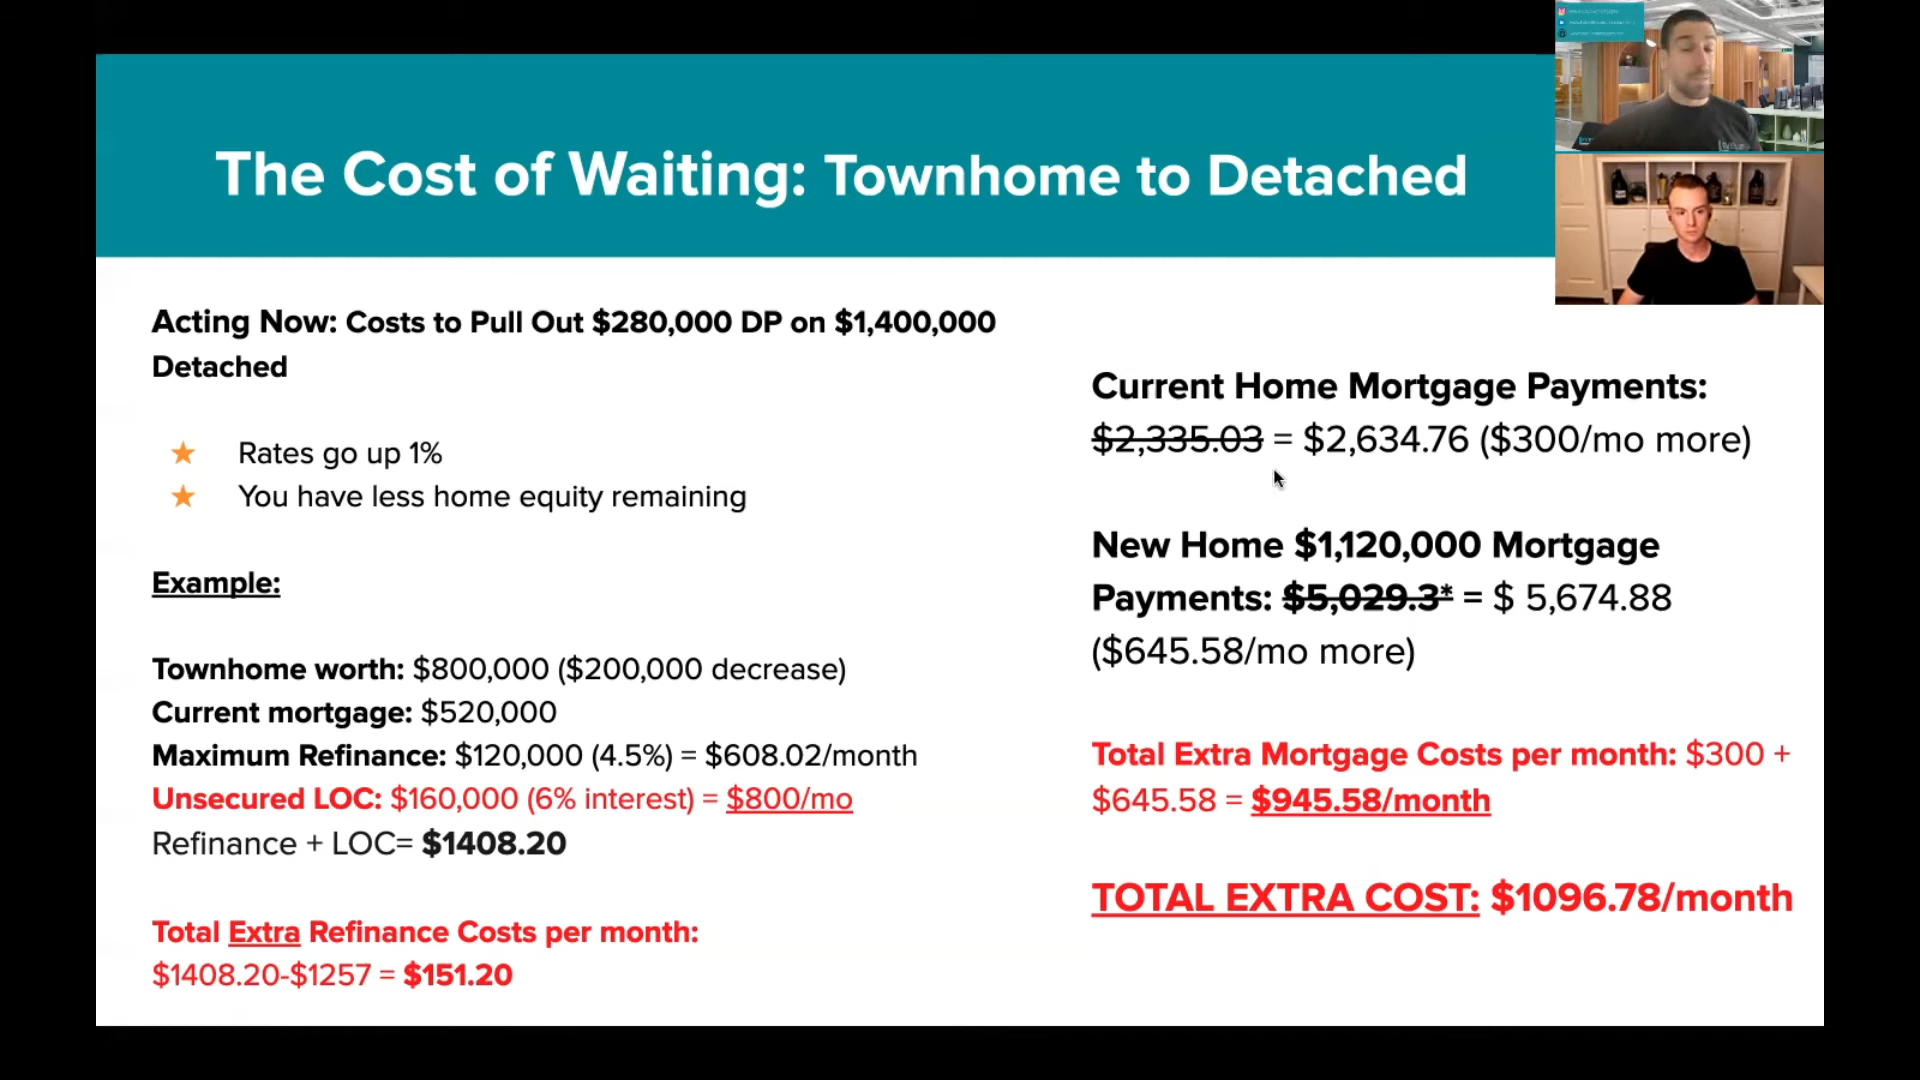 The Cost of Waiting: Townhome to Detached
Acting Now: Costs to Pull Out $280,000 DP on $1,400,000
Detached
Rates go up 1%
You have less home equity remaining
Example:
Townhome worth: $800,000 ($200,000 decrease)
Current mortgage: $520,000
Maximum Refinance: $120,000 (4.5%) = $608.02/month
Unsecured LOC: $160,000 (6% interest) = $800/mo
Refinance + LOC= $1408.20
Total Extra Refinance Costs per month:
$1408.20-$1257 = $151.20
Current Home Mortgage Payments:
$2,335.03 = $2,634.76 ($300/mo more)
New Home $1,120,000 Mortgage
Payments: $5,029.3* = $ 5,674.88
($645.58/mo more)
Total Extra Mortgage Costs per month: $300 +
$645.58 = $945.58/month
TOTAL EXTRA COST: $1096.78/month